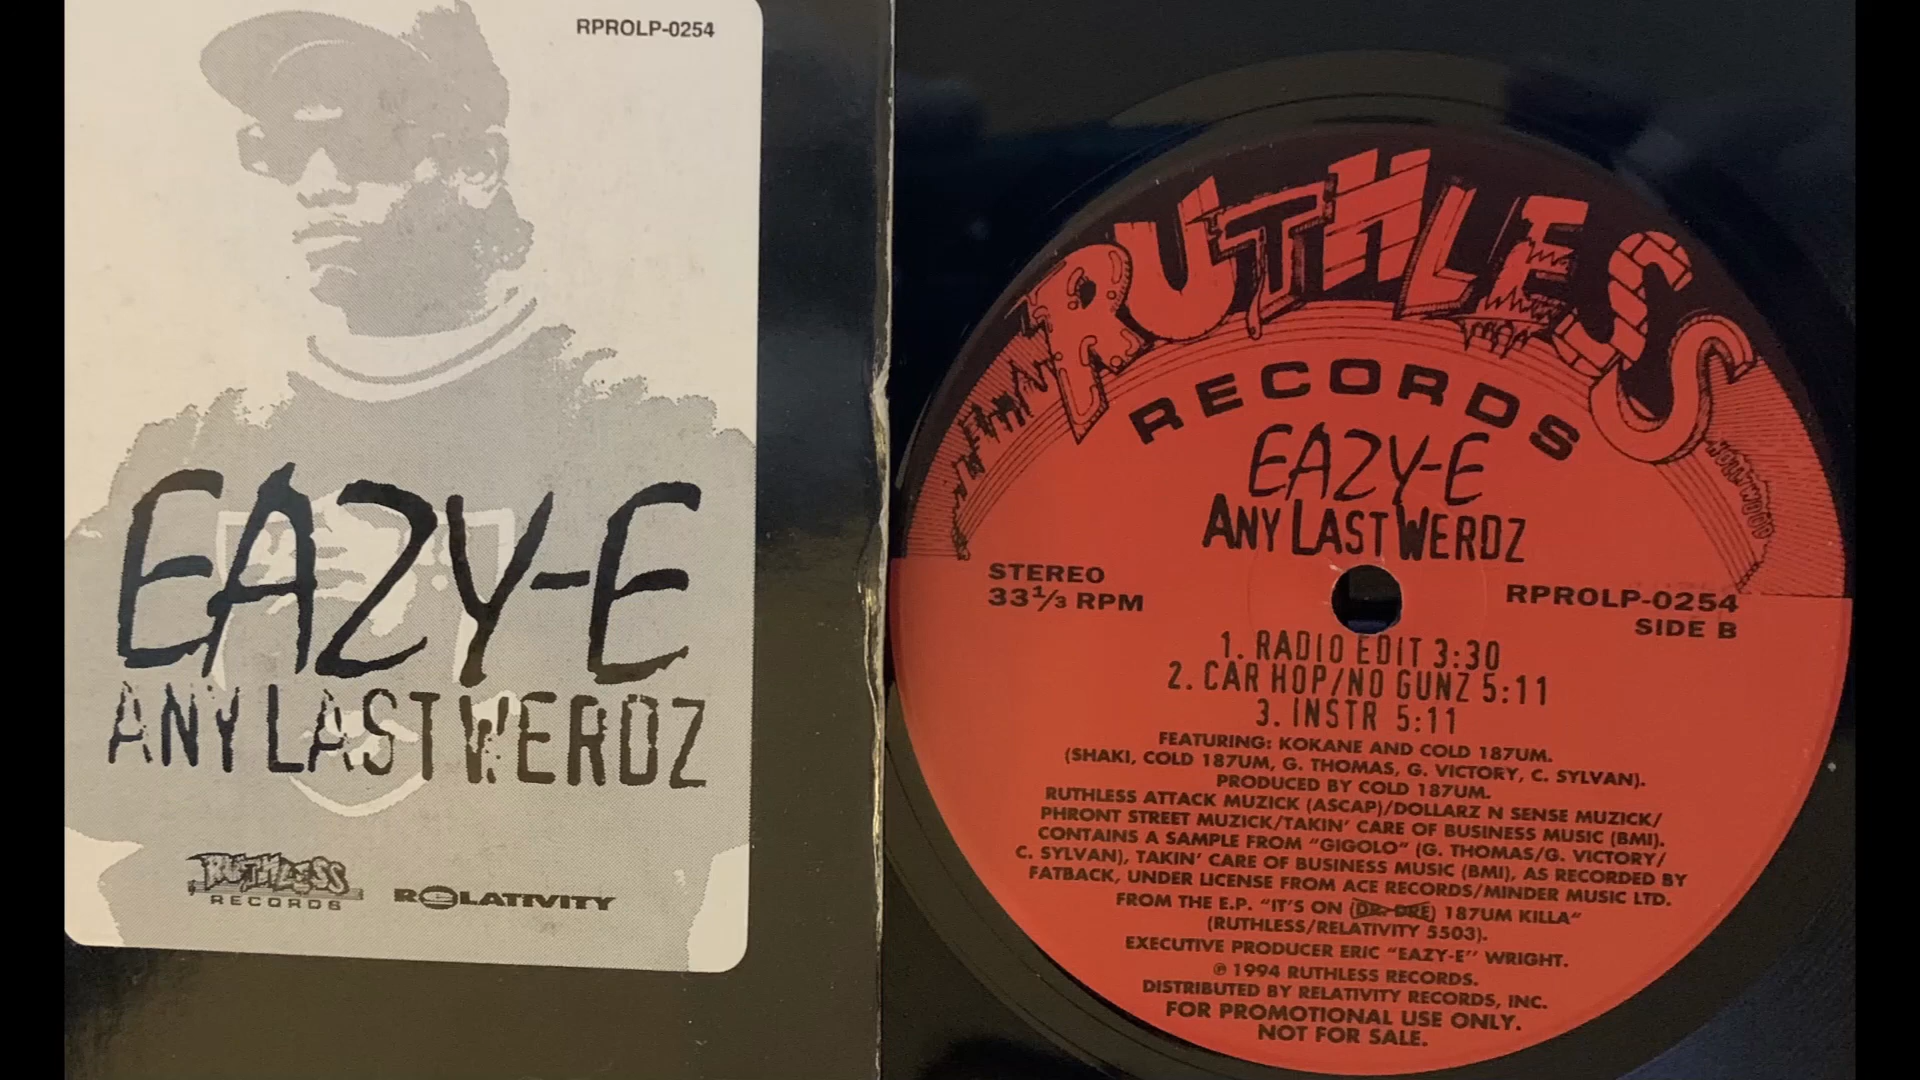 RPROLP-0254
EAZY-E
ANY LAST WERDZ
RUTHLESS
RECORDS
RELATIVITY
RUTHLESS
RECORDS
HOLLYWOOD
EAZY-E
ANY LAST WERDZ
STEREO
33 1/3 RPM
RPROLP-0254
SIDE B
1. RADIO EDIT 3:30
2. CAR HOP/NO GUNZ 5:11
3. INSTR 5:11
FEATURING: KOKANE AND COLD 187UM.
(SHAKI, COLD 187UM, G. THOMAS, G. VICTORY, C. SYLVAN).
PRODUCED BY COLD 187UM.
RUTHLESS ATTACK MUZICK (ASCAP)/DOLLARZ N SENSE MUZICK/
PHRONT STREET MUZICK/TAKIN' CARE OF BUSINESS MUSIC (BMI).
CONTAINS A SAMPLE FROM "GIGOLO" (G. THOMAS/G. VICTORY/
C. SYLVAN), TAKIN' CARE OF BUSINESS MUSIC (BMI), AS RECORDED BY
FATBACK, UNDER LICENSE FROM ACE RECORDS/MINDER MUSIC LTD.
FROM THE E.P. "IT'S ON (DR. DRE) 187UM KILLA"
(RUTHLESS/RELATIVITY 5503).
EXECUTIVE PRODUCER ERIC "EAZY-E" WRIGHT.
℗ 1994 RUTHLESS RECORDS.
DISTRIBUTED BY RELATIVITY RECORDS, INC.
FOR PROMOTIONAL USE ONLY.
NOT FOR SALE.